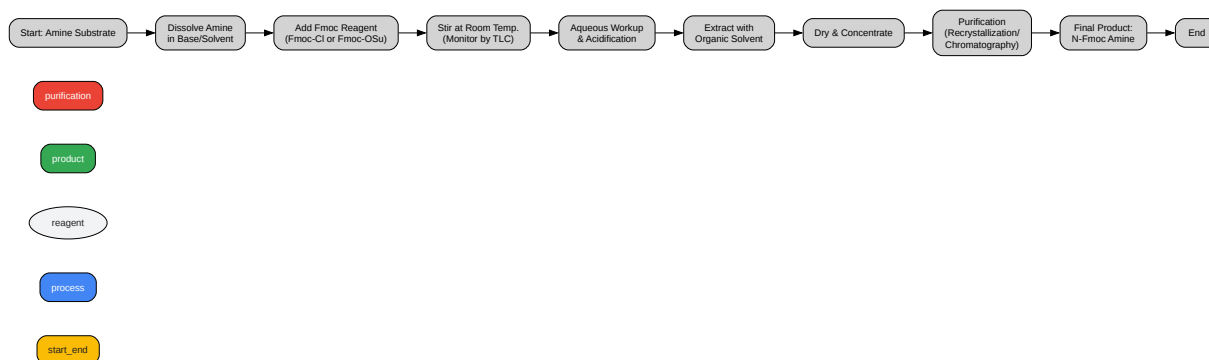 Start: Amine Substrate
Dissolve Amine
in Base/Solvent
Add Fmoc Reagent
(Fmoc-Cl or Fmoc-OSu)
Stir at Room Temp.
(Monitor by TLC)
Aqueous Workup
& Acidification
Extract with
Organic Solvent
Dry & Concentrate
Purification
(Recrystallization/
Chromatography)
Final Product:
N-Fmoc Amine
End
purification
product
reagent
process
start_end